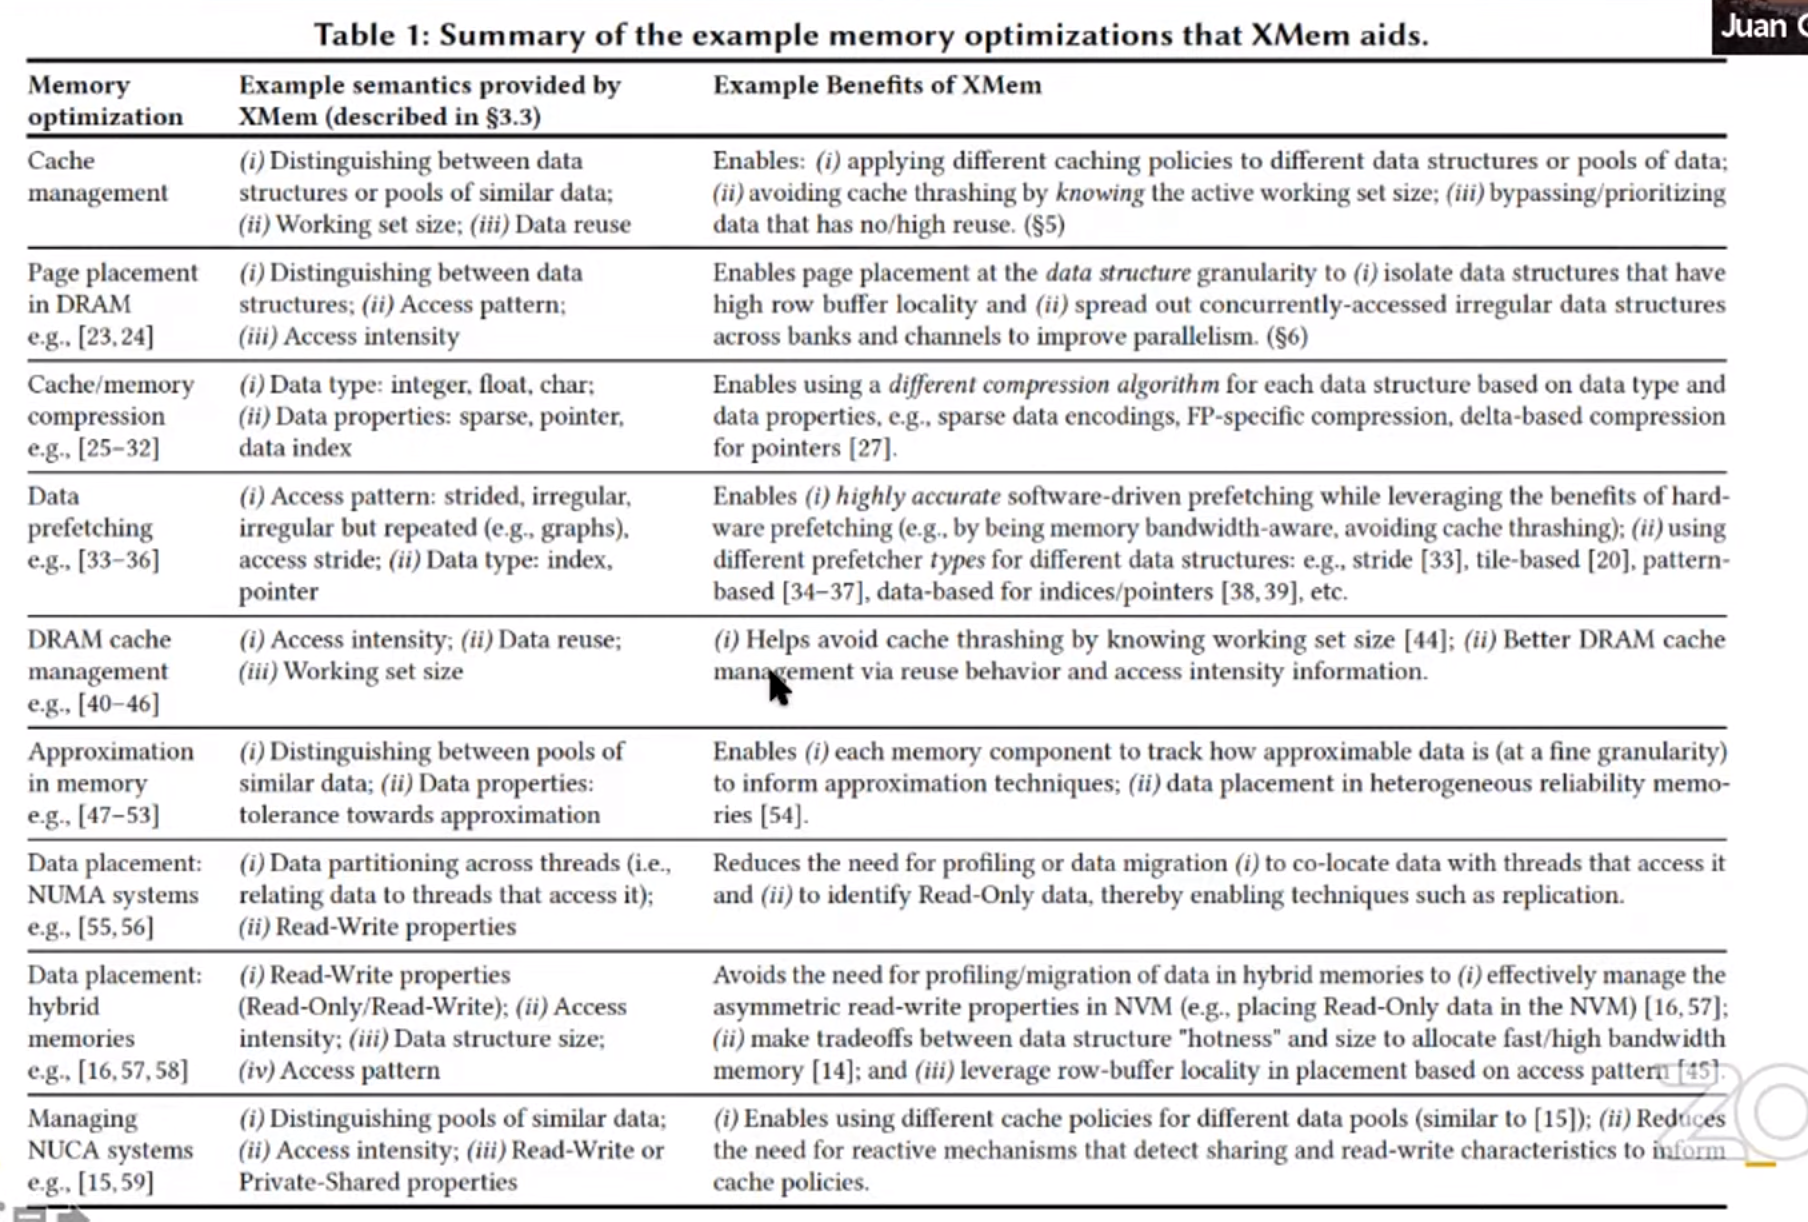 Table 1: Summary of the example memory optimizations that XMem aids.
Juan
Memory optimization
Example semantics provided by XMem (described in §3.3)
Example Benefits of XMem
Cache
management
(i) Distinguishing between data
structures or pools of similar data;
(ii) Working set size; (iii) Data reuse
Enables: (i) applying different caching policies to different data structures or pools of data;
(ii) avoiding cache thrashing by knowing the active working set size; (iii) bypassing/prioritizing
data that has no/high reuse. (§5)
Page placement
in DRAM
e.g., [23,24]
(i) Distinguishing between data
structures; (ii) Access pattern;
(iii) Access intensity
Enables page placement at the data structure granularity to (i) isolate data structures that have
high row buffer locality and (ii) spread out concurrently-accessed irregular data structures
across banks and channels to improve parallelism. (§6)
Cache/memory
compression
e.g., [25–32]
(i) Data type: integer, float, char;
(ii) Data properties: sparse, pointer,
data index
Enables using a different compression algorithm for each data structure based on data type and
data properties, e.g., sparse data encodings, FP-specific compression, delta-based compression
for pointers [27].
Data
prefetching
e.g., [33–36]
(i) Access pattern: strided, irregular,
irregular but repeated (e.g., graphs),
access stride; (ii) Data type: index,
pointer
Enables (i) highly accurate software-driven prefetching while leveraging the benefits of hard-
ware prefetching (e.g., by being memory bandwidth-aware, avoiding cache thrashing); (ii) using
different prefetcher types for different data structures: e.g., stride [33], tile-based [20], pattern-
based [34–37], data-based for indices/pointers [38,39], etc.
DRAM cache
management
e.g., [40–46]
(i) Access intensity; (ii) Data reuse;
(iii) Working set size
(i) Helps avoid cache thrashing by knowing working set size [44]; (ii) Better DRAM cache
management via reuse behavior and access intensity information.
Approximation
in memory
e.g., [47–53]
(i) Distinguishing between pools of
similar data; (ii) Data properties:
tolerance towards approximation
Enables (i) each memory component to track how approximable data is (at a fine granularity)
to inform approximation techniques; (ii) data placement in heterogeneous reliability memo-
ries [54].
Data placement:
NUMA systems
e.g., [55,56]
(i) Data partitioning across threads (i.e.,
relating data to threads that access it);
(ii) Read-Write properties
Reduces the need for profiling or data migration (i) to co-locate data with threads that access it
and (ii) to identify Read-Only data, thereby enabling techniques such as replication.
Data placement:
hybrid
memories
e.g., [16,57,58]
(i) Read-Write properties
(Read-Only/Read-Write); (ii) Access
intensity; (iii) Data structure size;
(iv) Access pattern
Avoids the need for profiling/migration of data in hybrid memories to (i) effectively manage the
asymmetric read-write properties in NVM (e.g., placing Read-Only data in the NVM) [16,57];
(ii) make tradeoffs between data structure "hotness" and size to allocate fast/high bandwidth
memory [14]; and (iii) leverage row-buffer locality in placement based on access pattern [45].
Managing
NUCA systems
e.g., [15,59]
(i) Distinguishing pools of similar data;
(ii) Access intensity; (iii) Read-Write or
Private-Shared properties
(i) Enables using different cache policies for different data pools (similar to [15]); (ii) Reduces
the need for reactive mechanisms that detect sharing and read-write characteristics to inform
cache policies.